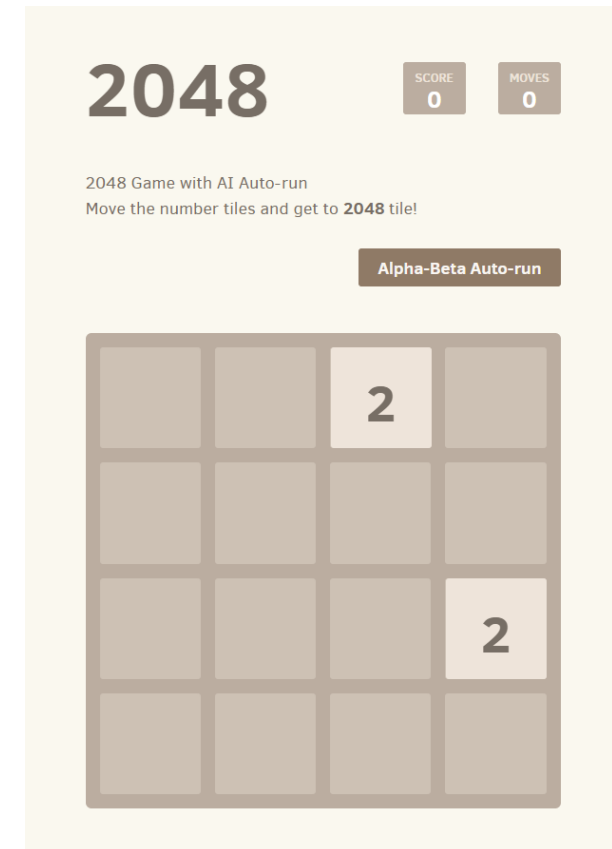 2048
SCORE
0
MOVES
0
2048 Game with AI Auto-run
Move the number tiles and get to 2048 tile!
Alpha-Beta Auto-run
2
2